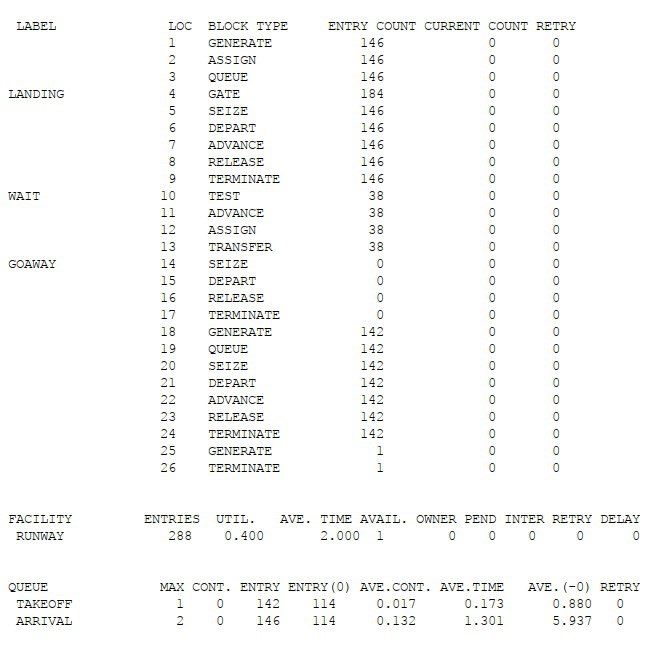 LABEL LOC BLOCK TYPE ENTRY COUNT CURRENT COUNT RETRY
1 GENERATE 146 0 0
2 ASSIGN 146 0 0
3 QUEUE 146 0 0
LANDING 4 GATE 184 0 0
5 SEIZE 146 0 0
6 DEPART 146 0 0
7 ADVANCE 146 0 0
8 RELEASE 146 0 0
9 TERMINATE 146 0 0
WAIT 10 TEST 38 0 0
11 ADVANCE 38 0 0
12 ASSIGN 38 0 0
13 TRANSFER 38 0 0
GOAWAY 14 SEIZE 0 0 0
15 DEPART 0 0 0
16 RELEASE 0 0 0
17 TERMINATE 0 0 0
18 GENERATE 142 0 0
19 QUEUE 142 0 0
20 SEIZE 142 0 0
21 DEPART 142 0 0
22 ADVANCE 142 0 0
23 RELEASE 142 0 0
24 TERMINATE 142 0 0
25 GENERATE 1 0 0
26 TERMINATE 1 0 0
FACILITY ENTRIES UTIL. AVE. TIME AVAIL. OWNER PEND INTER RETRY DELAY
RUNWAY 288 0.400 2.000 1 0 0 0 0 0
QUEUE MAX CONT. ENTRY ENTRY(0) AVE.CONT. AVE.TIME AVE.(-0) RETRY
TAKEOFF 1 0 142 114 0.017 0.173 0.880 0
ARRIVAL 2 0 146 114 0.132 1.301 5.937 0